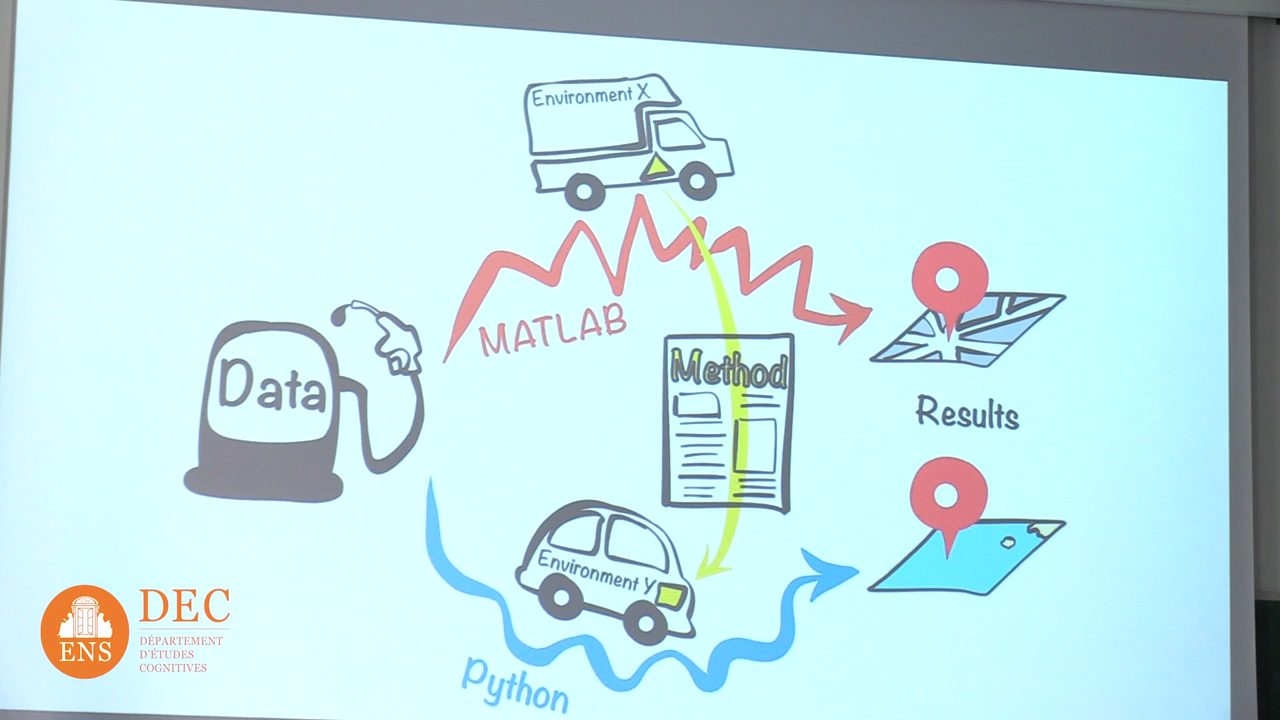 Environment X
MATLAB
Data
Method
Results
Environment Y
Python
ENS
DEC
DÉPARTEMENT
D'ÉTUDES
COGNITIVES